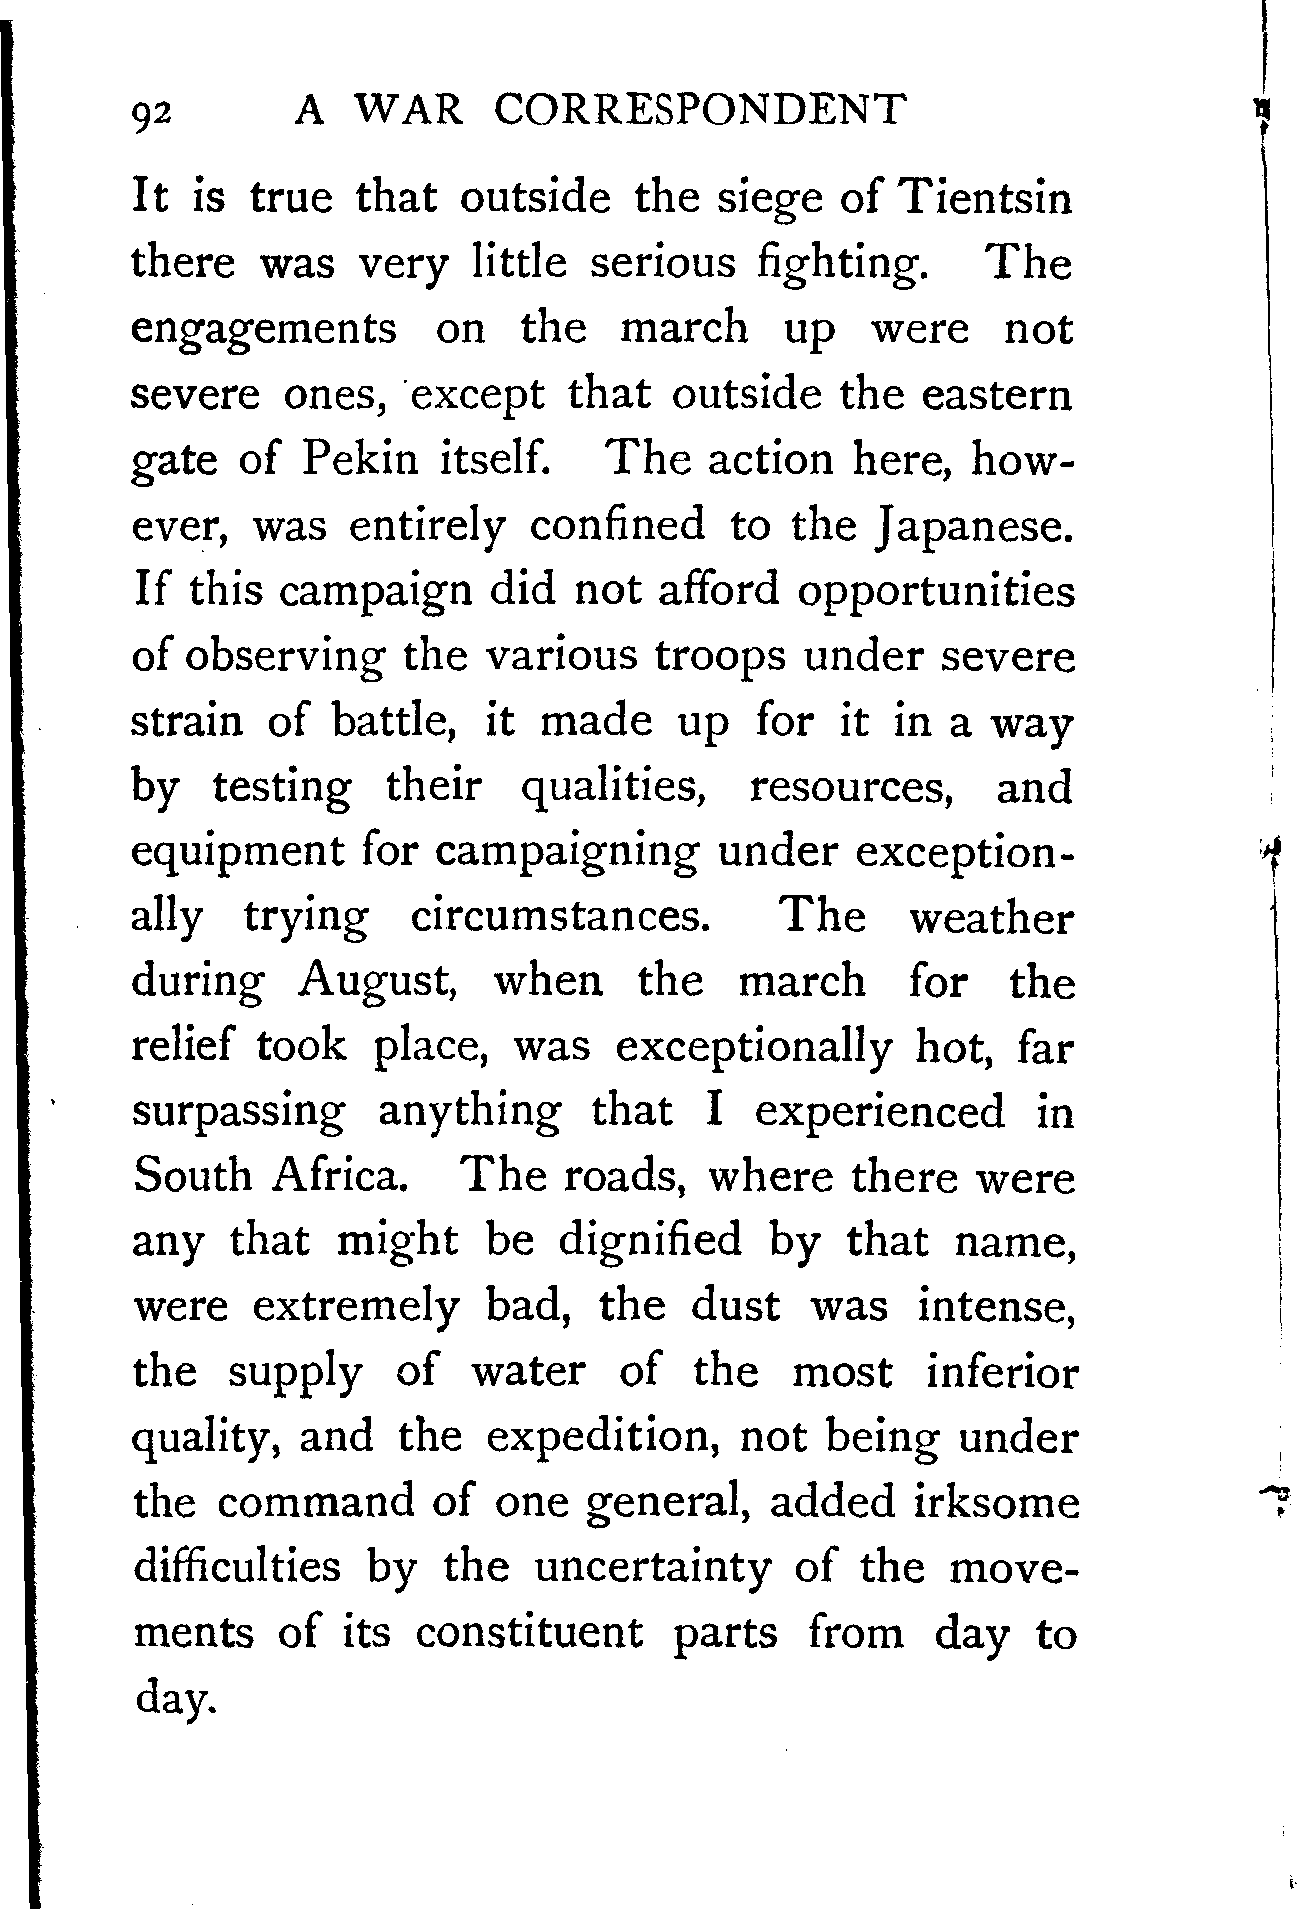 92 A WAR CORRESPONDENT
It is true that outside the siege of Tientsin
there was very little serious fighting. The
engagements on the march up were not
severe ones, except that outside the eastern
gate of Pekin itself. The action here, how-
ever, was entirely confined to the Japanese.
If this campaign did not afford opportunities
of observing the various troops under severe
strain of battle, it made up for it in a way
by testing their qualities, resources, and
equipment for campaigning under exception-
ally trying circumstances. The weather
during August, when the march for the
relief took place, was exceptionally hot, far
surpassing anything that I experienced in
South Africa. The roads, where there were
any that might be dignified by that name,
were extremely bad, the dust was intense,
the supply of water of the most inferior
quality, and the expedition, not being under
the command of one general, added irksome
difficulties by the uncertainty of the move-
ments of its constituent parts from day to
day.